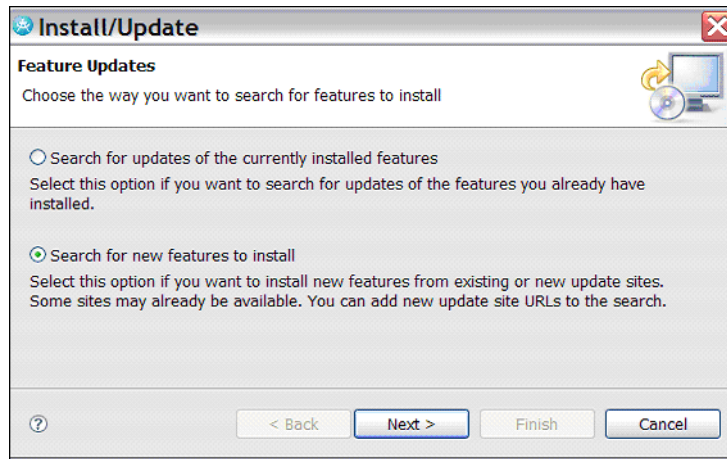 Install/Update
Feature Updates
Choose the way you want to search for features to install
Search for updates of the currently installed features
Select this option if you want to search for updates of the features you already have
installed.
Search for new features to install
Select this option if you want to install new features from existing or new update sites.
Some sites may already be available. You can add new update site URLs to the search.
? < Back Next > Finish Cancel